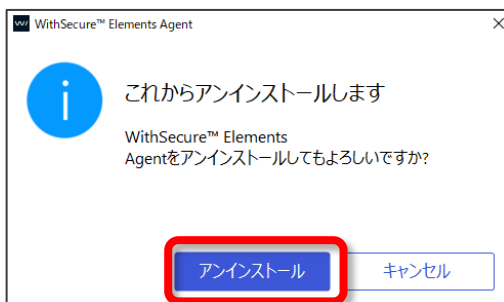 WithSecure™ Elements Agent
これからアンインストールします
WithSecure™ Elements
Agentをアンインストールしてもよろしいですか?
アンインストール
キャンセル